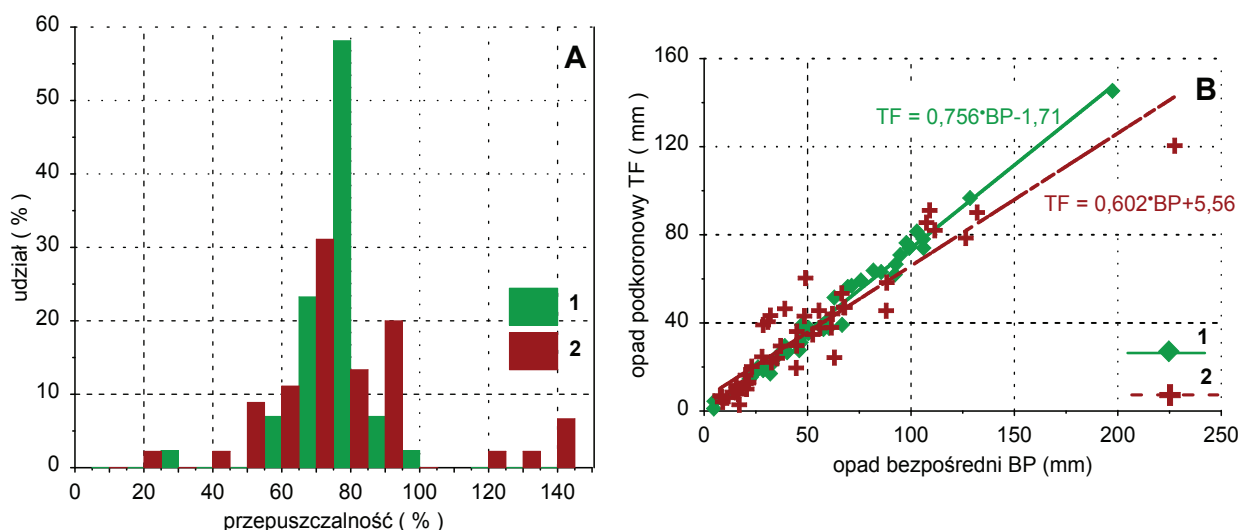 A
60
50
40
30
20
10
0
udział ( % )
1
2
0 20 40 60 80 100 120 140
przepuszczalność ( % )
B
160
120
80
40
0
opad podkoronowy TF ( mm )
TF = 0,756•BP-1,71
TF = 0,602•BP+5,56
1
2
0 50 100 150 200 250
opad bezpośredni BP (mm)